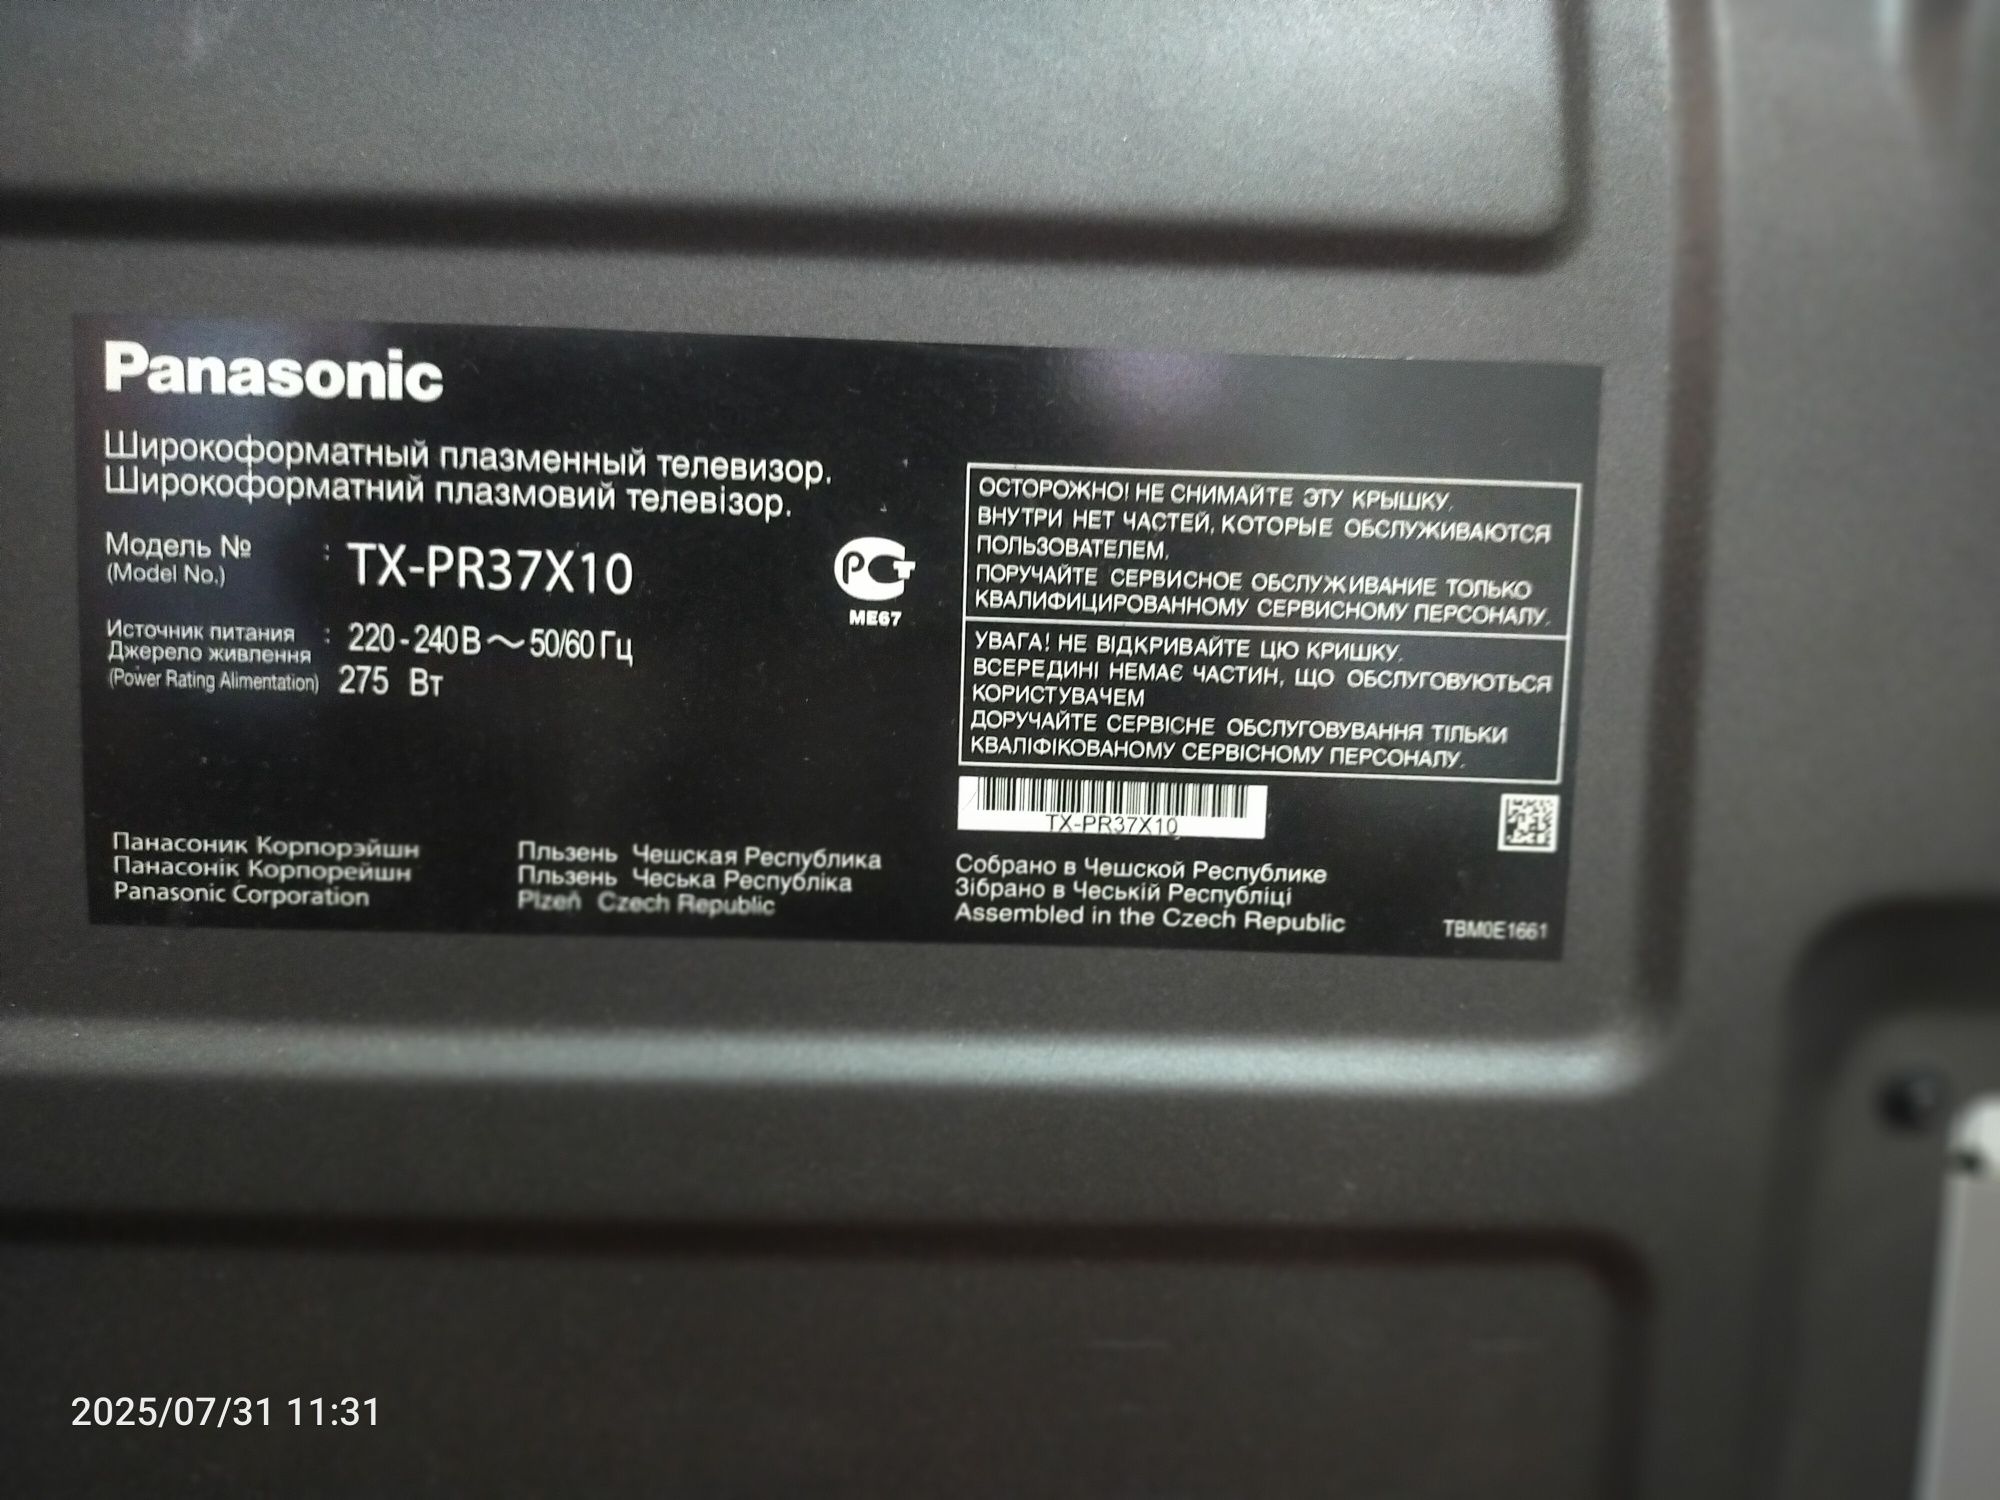 Panasonic
Широкоформатный плазменный телевизор.
Широкоформатний плазмовий телевізор.
Модель №
(Model No.)
: TX-PR37X10
Источник питания
Джерело живлення
(Power Rating Alimentation)
: 220-240В ~ 50/60 Гц
275 Вт
РСТ
ME67
ОСТОРОЖНО! НЕ СНИМАЙТЕ ЭТУ КРЫШКУ.
ВНУТРИ НЕТ ЧАСТЕЙ, КОТОРЫЕ ОБСЛУЖИВАЮТСЯ
ПОЛЬЗОВАТЕЛЕМ.
ПОРУЧАЙТЕ СЕРВИСНОЕ ОБСЛУЖИВАНИЕ ТОЛЬКО
КВАЛИФИЦИРОВАННОМУ СЕРВИСНОМУ ПЕРСОНАЛУ.
УВАГА! НЕ ВІДКРИВАЙТЕ ЦЮ КРИШКУ.
ВСЕРЕДИНІ НЕМАЄ ЧАСТИН, ЩО ОБСЛУГОВУЮТЬСЯ
КОРИСТУВАЧЕМ
ДОРУЧАЙТЕ СЕРВІСНЕ ОБСЛУГОВУВАННЯ ТІЛЬКИ
КВАЛІФІКОВАНОМУ СЕРВІСНОМУ ПЕРСОНАЛУ.
TX-PR37X10
Панасоник Корпорэйшн
Панасонік Корпорейшн
Panasonic Corporation
Пльзень Чешская Республика
Пльзень Чеська Республіка
Plzeň Czech Republic
Собрано в Чешской Республике
Зібрано в Чеській Республіці
Assembled in the Czech Republic
TBM0E1661
2025/07/31 11:31